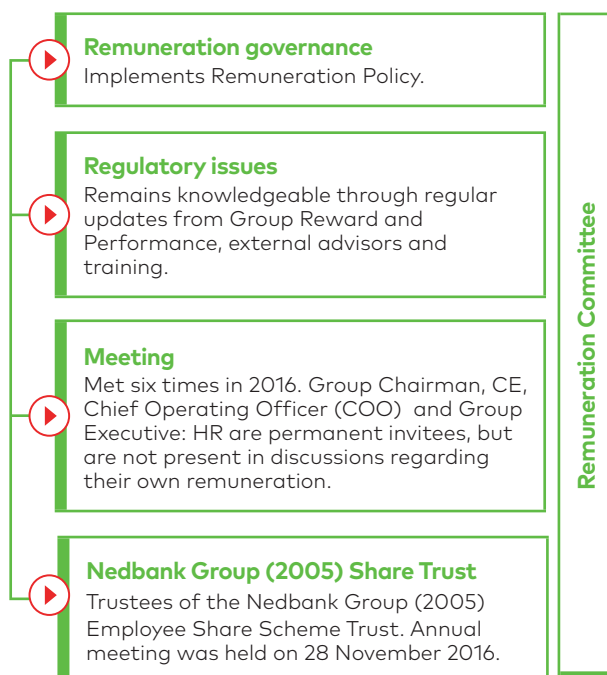 Remuneration governance
Implements Remuneration Policy.
Regulatory issues
Remains knowledgeable through regular
updates from Group Reward and
Performance, external advisors and
training.
Meeting
Met six times in 2016. Group Chairman, CE,
Chief Operating Officer (COO) and Group
Executive: HR are permanent invitees, but
are not present in discussions regarding
their own remuneration.
Nedbank Group (2005) Share Trust
Trustees of the Nedbank Group (2005)
Employee Share Scheme Trust. Annual
meeting was held on 28 November 2016.
Remuneration Committee